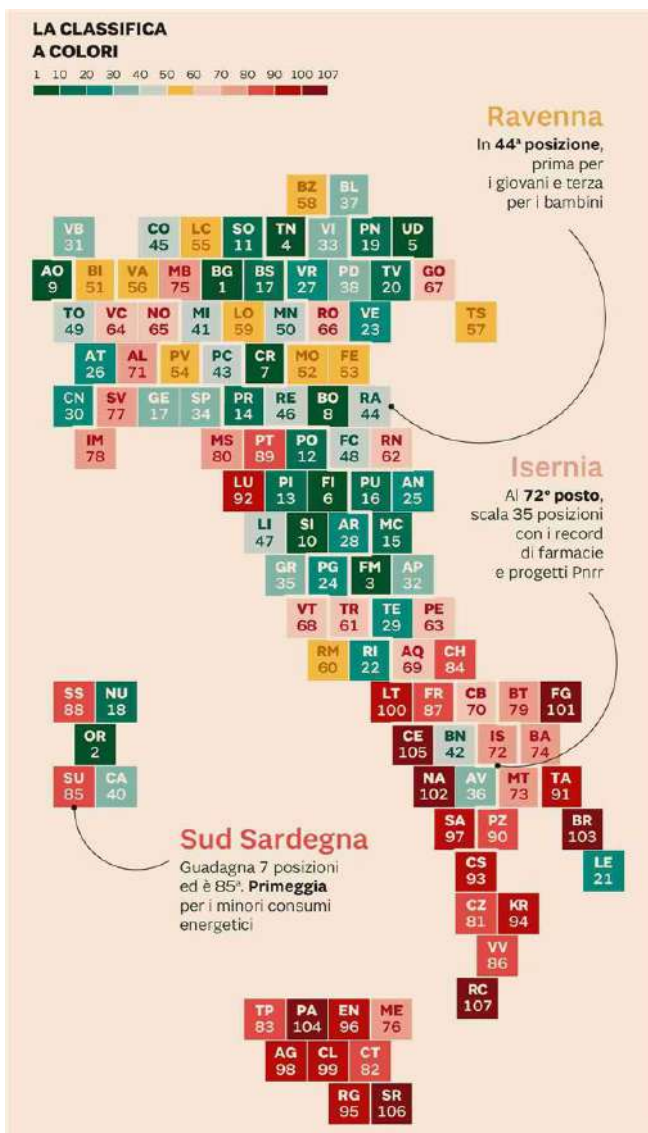 LA CLASSIFICA
A COLORI
1 10 20 30 40 50 60 70 80 90 100 107
Ravenna
In 44ª posizione,
prima per
i giovani e terza
per i bambini
BZ BL
58 37
VB CO LC SO TN VI PN UD
31 45 55 11 4 33 19 5
AO BI VA MB BG BS VR PD TV GO
9 51 56 75 1 17 27 38 20 67
TO VC NO MI LO MN RO VE TS
49 64 65 41 59 50 66 23 57
AT AL PV PC CR MO FE
26 71 54 43 7 52 53
CN SV GE SP PR RE BO RA
30 77 17 34 14 46 8 44
IM MS PT PO FC RN
78 80 89 12 48 62
LU PI FI PU AN
92 13 6 16 25
Isernia
Al 72° posto,
scala 35 posizioni
con i record
di farmacie
e progetti Pnrr
LI SI AR MC
47 10 28 15
GR PG FM AP
35 24 3 32
VT TR TE PE
68 61 29 63
RM RI AQ CH
60 22 69 84
SS NU LT FR CB BT FG
88 18 100 87 70 79 101
OR CE BN IS BA
2 105 42 72 74
SU CA NA AV MT TA
85 40 102 36 73 91
SA PZ BR
97 90 103
Sud Sardegna
Guadagna 7 posizioni
ed è 85ª. Primeggia
per i minori consumi
energetici
CS LE
93 21
CZ KR
81 94
VV
86
RC
107
TP PA EN ME
83 104 96 76
AG CL CT
98 99 82
RG SR
95 106